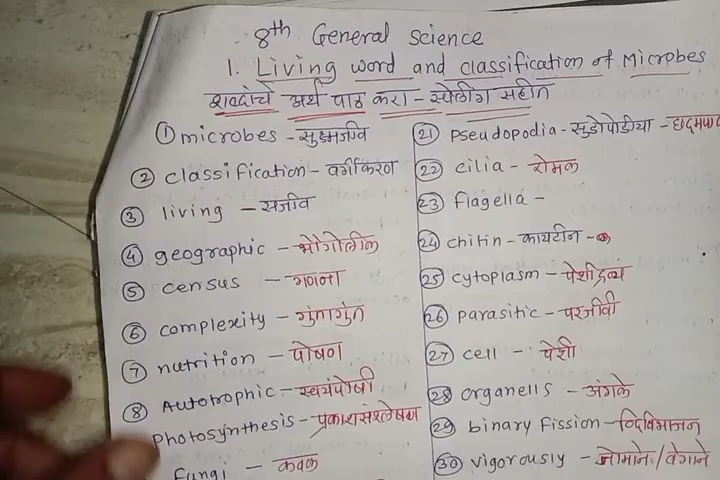 8th General Science
1. Living word and classification of Microbes
शब्दांचे अर्थ पाठ करा - स्पेलींग सहीत
① microbes - सुक्ष्मजीव
② classification - वर्गीकरण
③ living - सजीव
④ geographic - भौगोलीक
⑤ census - गणना
⑥ complexity - गुंतागुंत
⑦ nutrition - पोषण
⑧ Autotrophic - स्वयंपोषी
Photosynthesis - प्रकाशसंश्लेषण
Fungi - कवक
21 Pseudopodia - सुडोपोडीया -
22 cilia - रोमक
23 flagella -
24 chitin - कायटीन -
25 cytoplasm - पेशीद्रव्य
26 parasitic - परजीवी
27 cell - पेशी
28 organells - अंगके
29 binary Fission - द्विविभाजन
30 vigorously - जोमाने / वेगाने